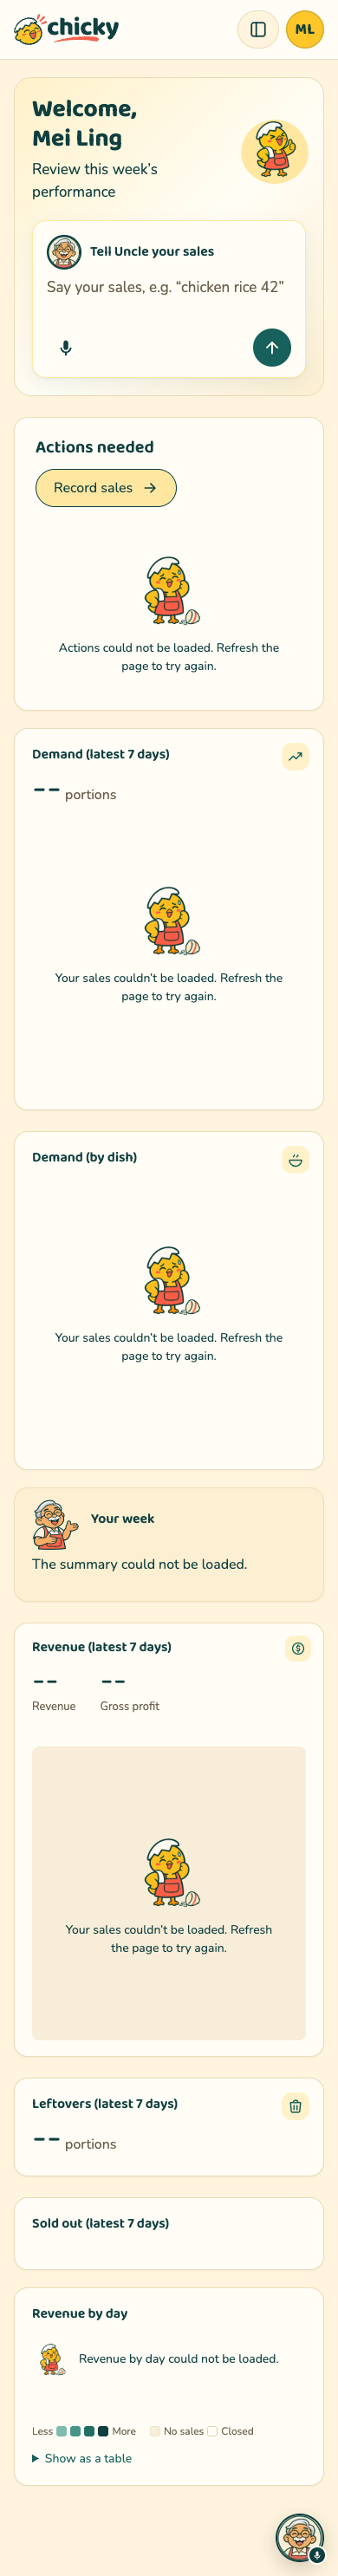 chicky
ML
Welcome,
Mei Ling
Review this week's
performance
Tell Uncle your sales
Say your sales, e.g. “chicken rice 42”
Actions needed
Record sales
Actions could not be loaded. Refresh the
page to try again.
Demand (latest 7 days)
-- portions
Your sales couldn't be loaded. Refresh the
page to try again.
Demand (by dish)
Your sales couldn't be loaded. Refresh the
page to try again.
Your week
The summary could not be loaded.
Revenue (latest 7 days)
-- --
Revenue Gross profit
Your sales couldn't be loaded. Refresh
the page to try again.
Leftovers (latest 7 days)
-- portions
Sold out (latest 7 days)
Revenue by day
Revenue by day could not be loaded.
Less More No sales Closed
Show as a table